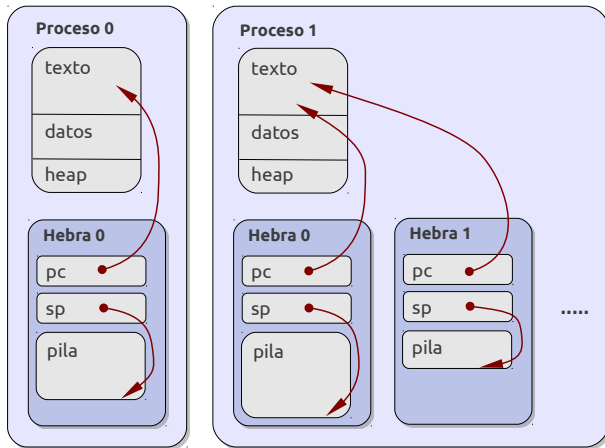 Proceso 0
texto
datos
heap
Hebra 0
pc
sp
pila
Proceso 1
texto
datos
heap
Hebra 0
pc
sp
pila
Hebra 1
pc
sp
pila
.....